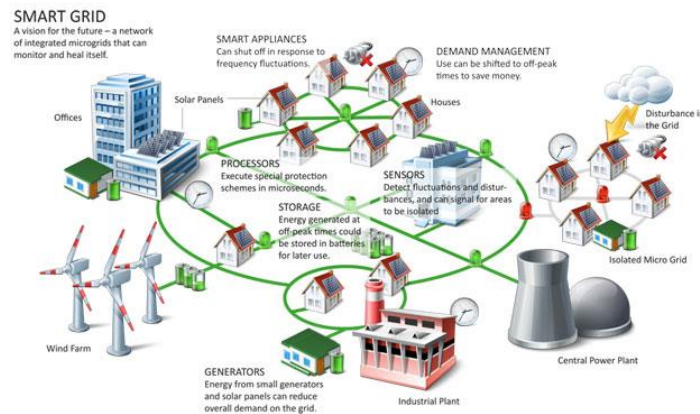 SMART GRID
A vision for the future – a network
of integrated microgrids that can
monitor and heal itself.
SMART APPLIANCES
Can shut off in response to
frequency fluctuations.
DEMAND MANAGEMENT
Use can be shifted to off-peak
times to save money.
Solar Panels
Offices
Houses
Disturbance in
the Grid
PROCESSORS
Execute special protection
schemes in microseconds.
SENSORS
Detect fluctuations and distur-
bances, and can signal for areas
to be isolated
STORAGE
Energy generated at
off-peak times could
be stored in batteries
for later use.
Isolated Micro Grid
Wind Farm
Central Power Plant
GENERATORS
Energy from small generators
and solar panels can reduce
overall demand on the grid.
Industrial Plant